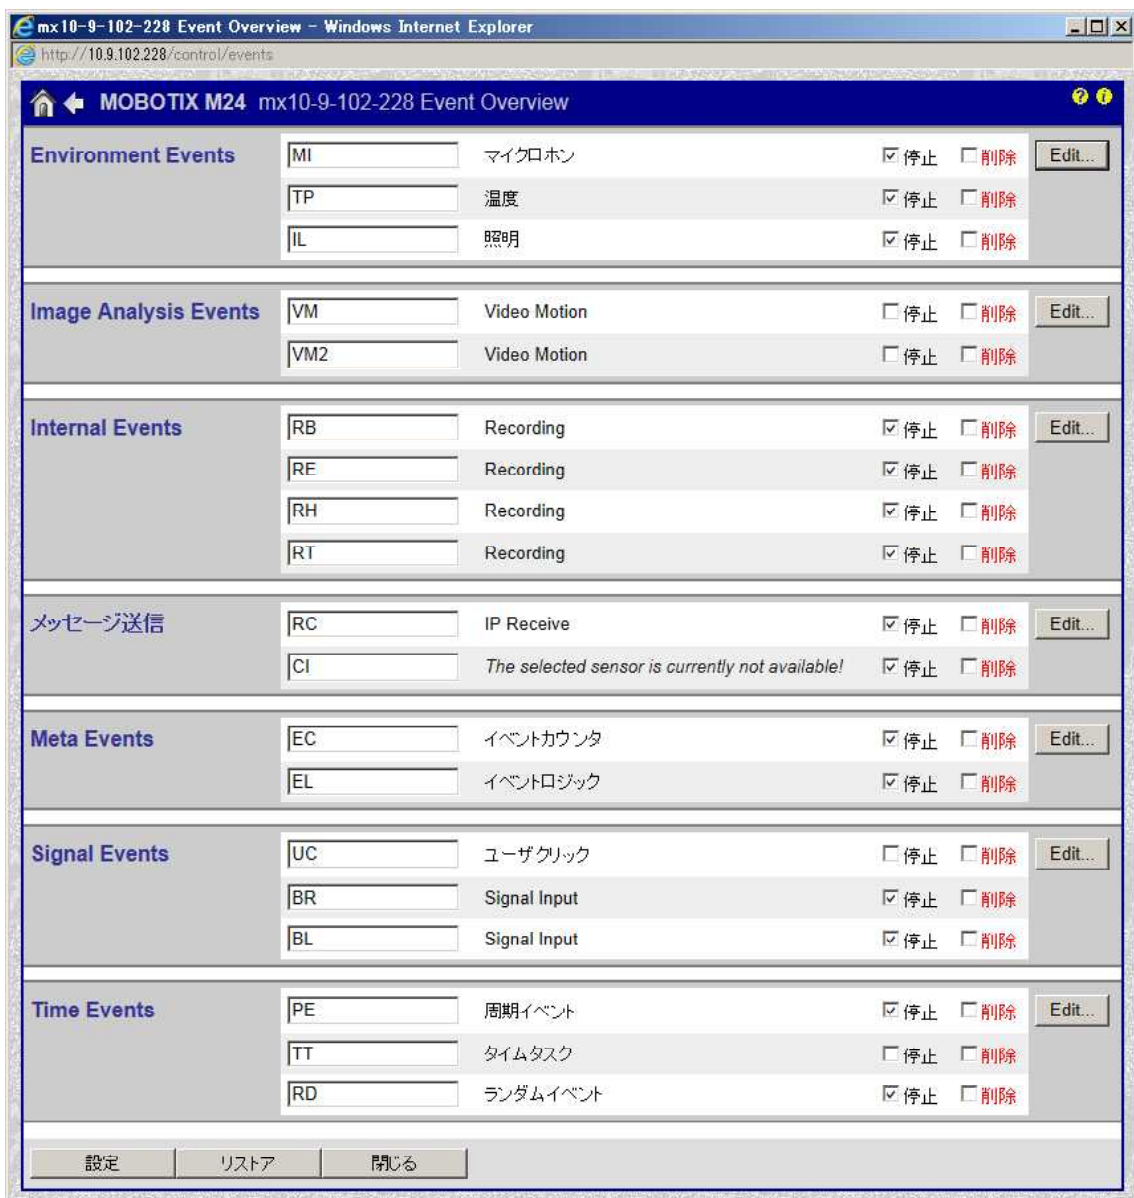 mx10-9-102-228 Event Overview - Windows Internet Explorer
http://10.9.102.228/control/events
MOBOTIX M24 mx10-9-102-228 Event Overview
Environment Events MI マイクロホン 停止 削除 Edit...
TP 温度 停止 削除
IL 照明 停止 削除
Image Analysis Events VM Video Motion 停止 削除 Edit...
VM2 Video Motion 停止 削除
Internal Events RB Recording 停止 削除 Edit...
RE Recording 停止 削除
RH Recording 停止 削除
RT Recording 停止 削除
メッセージ送信 RC IP Receive 停止 削除 Edit...
CI The selected sensor is currently not available! 停止 削除
Meta Events EC イベントカウンタ 停止 削除 Edit...
EL イベントロジック 停止 削除
Signal Events UC ユーザクリック 停止 削除 Edit...
BR Signal Input 停止 削除
BL Signal Input 停止 削除
Time Events PE 周期イベント 停止 削除 Edit...
TT タイムタスク 停止 削除
RD ランダムイベント 停止 削除
設定 リストア 閉じる